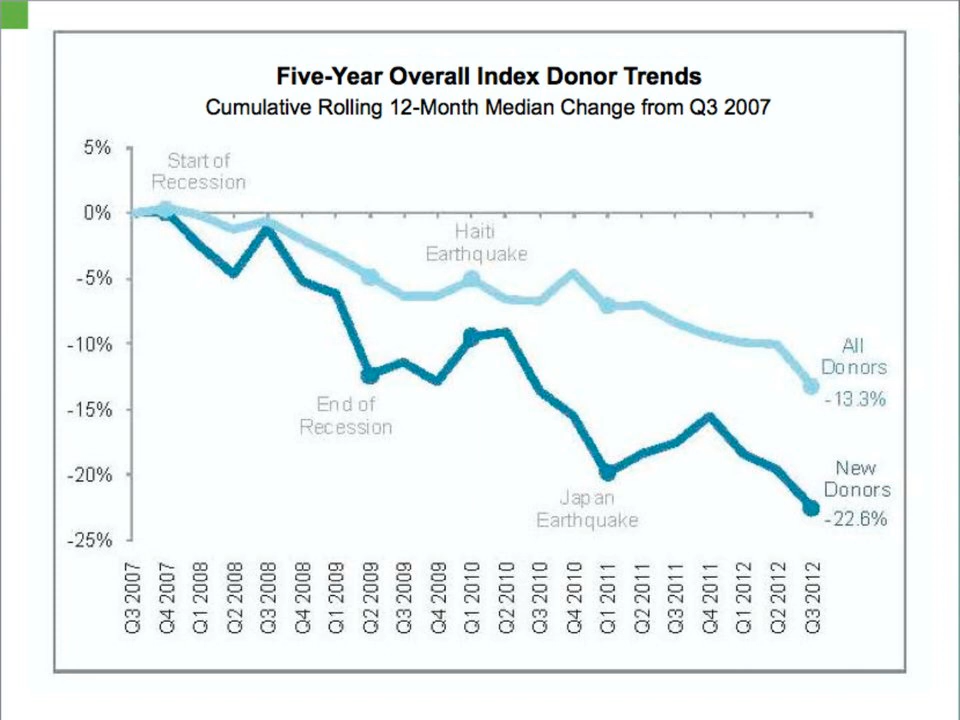 Five-Year Overall Index Donor Trends
Cumulative Rolling 12-Month Median Change from Q3 2007
5%
0%
-5%
-10%
-15%
-20%
-25%
Start of
Recession
Haiti
Earthquake
End of
Recession
Japan
Earthquake
All
Donors
-13.3%
New
Donors
-22.6%
Q3 2007
Q4 2007
Q1 2008
Q2 2008
Q3 2008
Q4 2008
Q1 2009
Q2 2009
Q3 2009
Q4 2009
Q1 2010
Q2 2010
Q3 2010
Q4 2010
Q1 2011
Q2 2011
Q3 2011
Q4 2011
Q1 2012
Q2 2012
Q3 2012